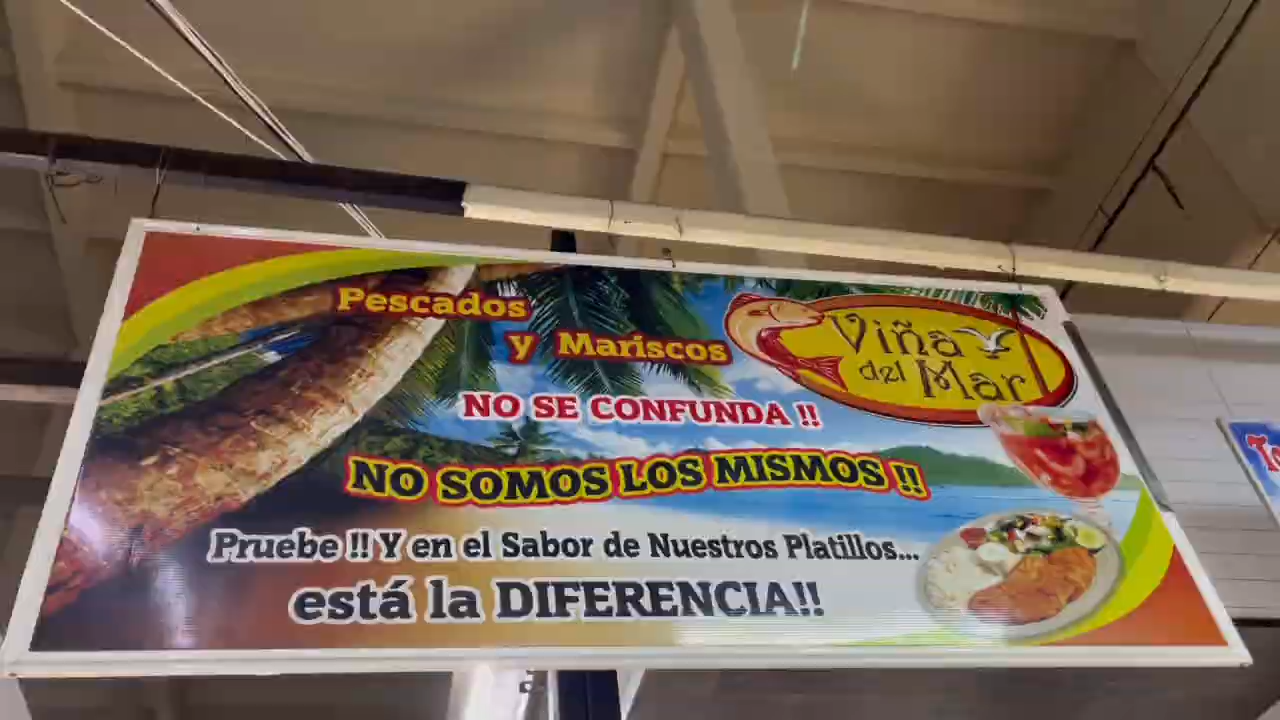 Pescados
y Mariscos
Viña
del Mar
NO SE CONFUNDA !!
NO SOMOS LOS MISMOS !!
Pruebe !! Y en el Sabor de Nuestros Platillos...
está la DIFERENCIA!!